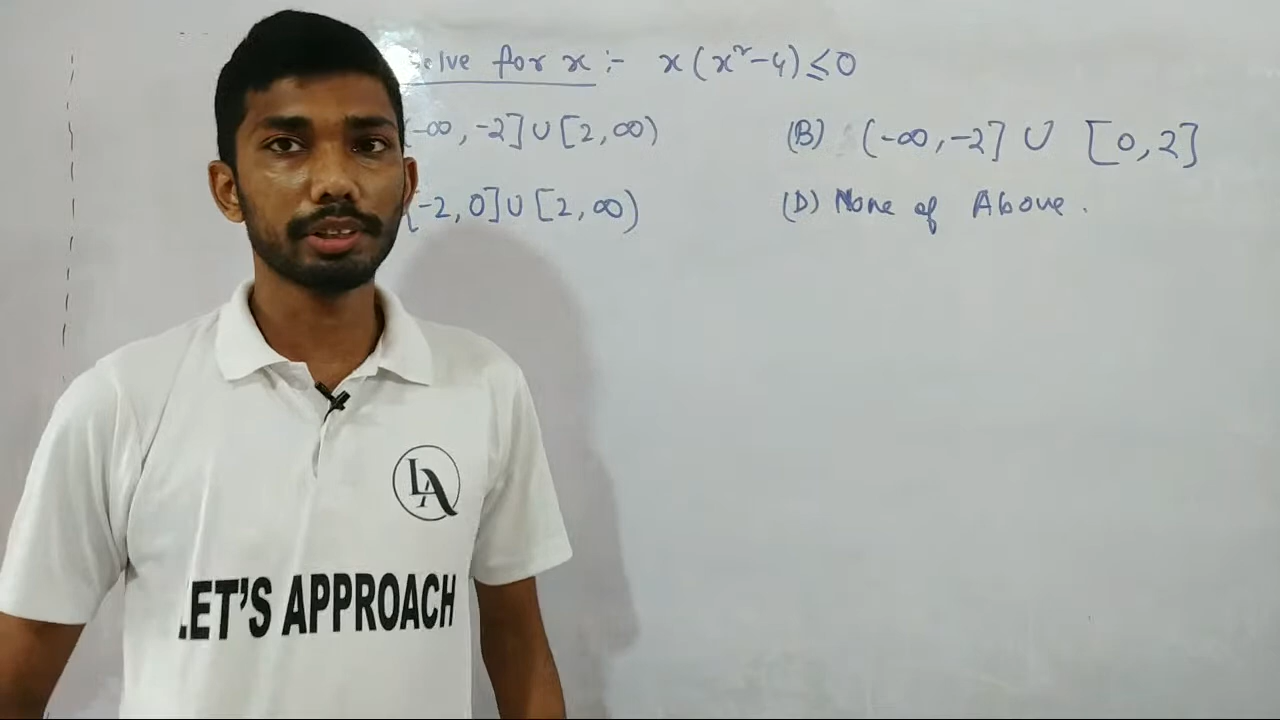 Solve for x :- x(x²-4)≤0
-∞,-2]∪[2,∞) (B) (-∞,-2] ∪ [0,2]
[-2,0]∪[2,∞) (D) None of Above.
LA
LET'S APPROACH